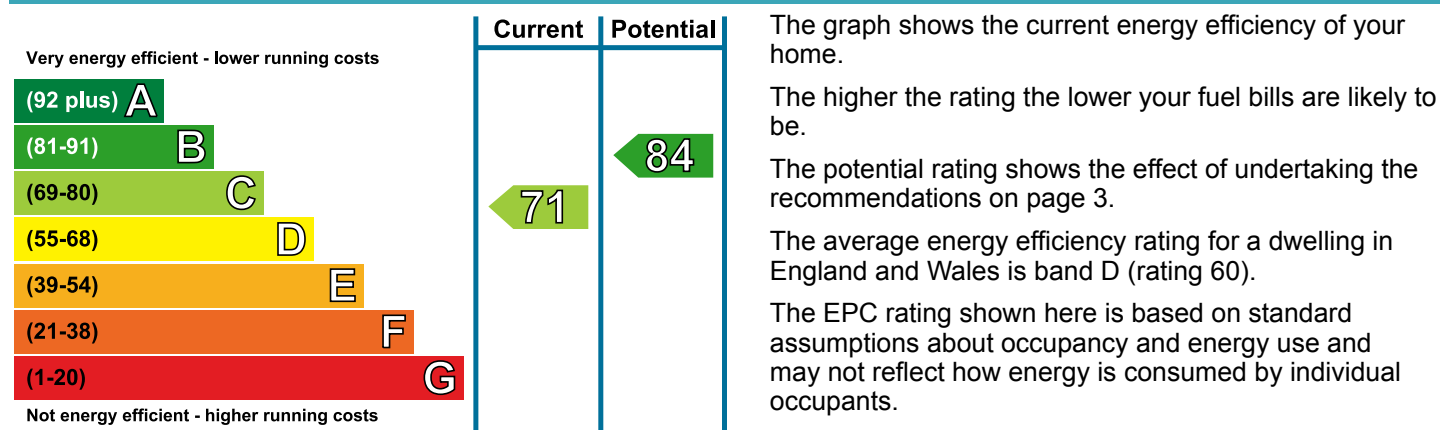 Current Potential
Very energy efficient - lower running costs
(92 plus) A
(81-91) B
(69-80) C
(55-68) D
(39-54) E
(21-38) F
(1-20) G
Not energy efficient - higher running costs
71
84
The graph shows the current energy efficiency of your
home.
The higher the rating the lower your fuel bills are likely to
be.
The potential rating shows the effect of undertaking the
recommendations on page 3.
The average energy efficiency rating for a dwelling in
England and Wales is band D (rating 60).
The EPC rating shown here is based on standard
assumptions about occupancy and energy use and
may not reflect how energy is consumed by individual
occupants.